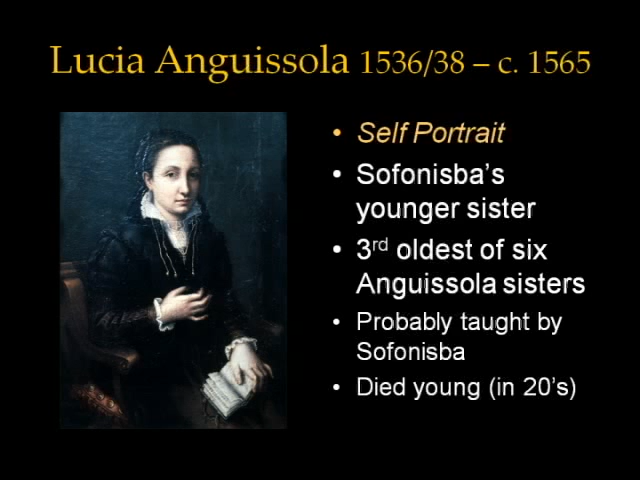 Lucia Anguissola 1536/38 – c. 1565
• Self Portrait
• Sofonisba's
younger sister
• 3rd oldest of six
Anguissola sisters
• Probably taught by
Sofonisba
• Died young (in 20's)